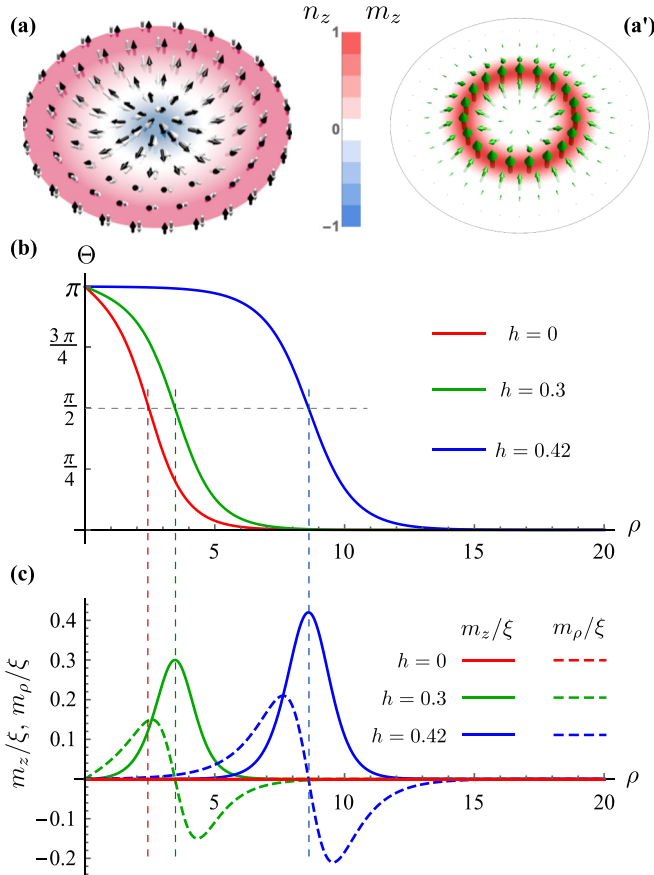 (a)
n_z m_z
(a')
1
0
−1
(b)
Θ
π
3π/4
π/2
π/4
h = 0
h = 0.3
h = 0.42
5 10 15 20 ρ
(c)
m_z/ξ, m_ρ/ξ
0.4
0.3
0.2
0.1
−0.1
−0.2
m_z/ξ m_ρ/ξ
h = 0
h = 0.3
h = 0.42
5 10 15 20 ρ